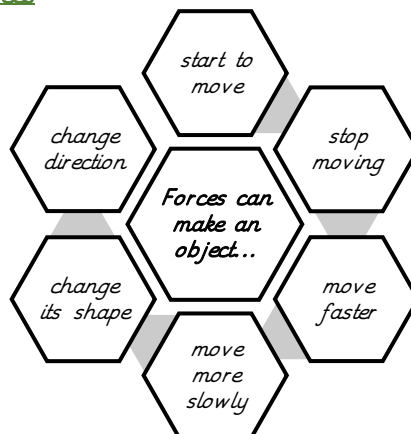 start to
move
stop
moving
move
faster
move
more
slowly
change
its shape
change
direction
Forces can
make an
object...